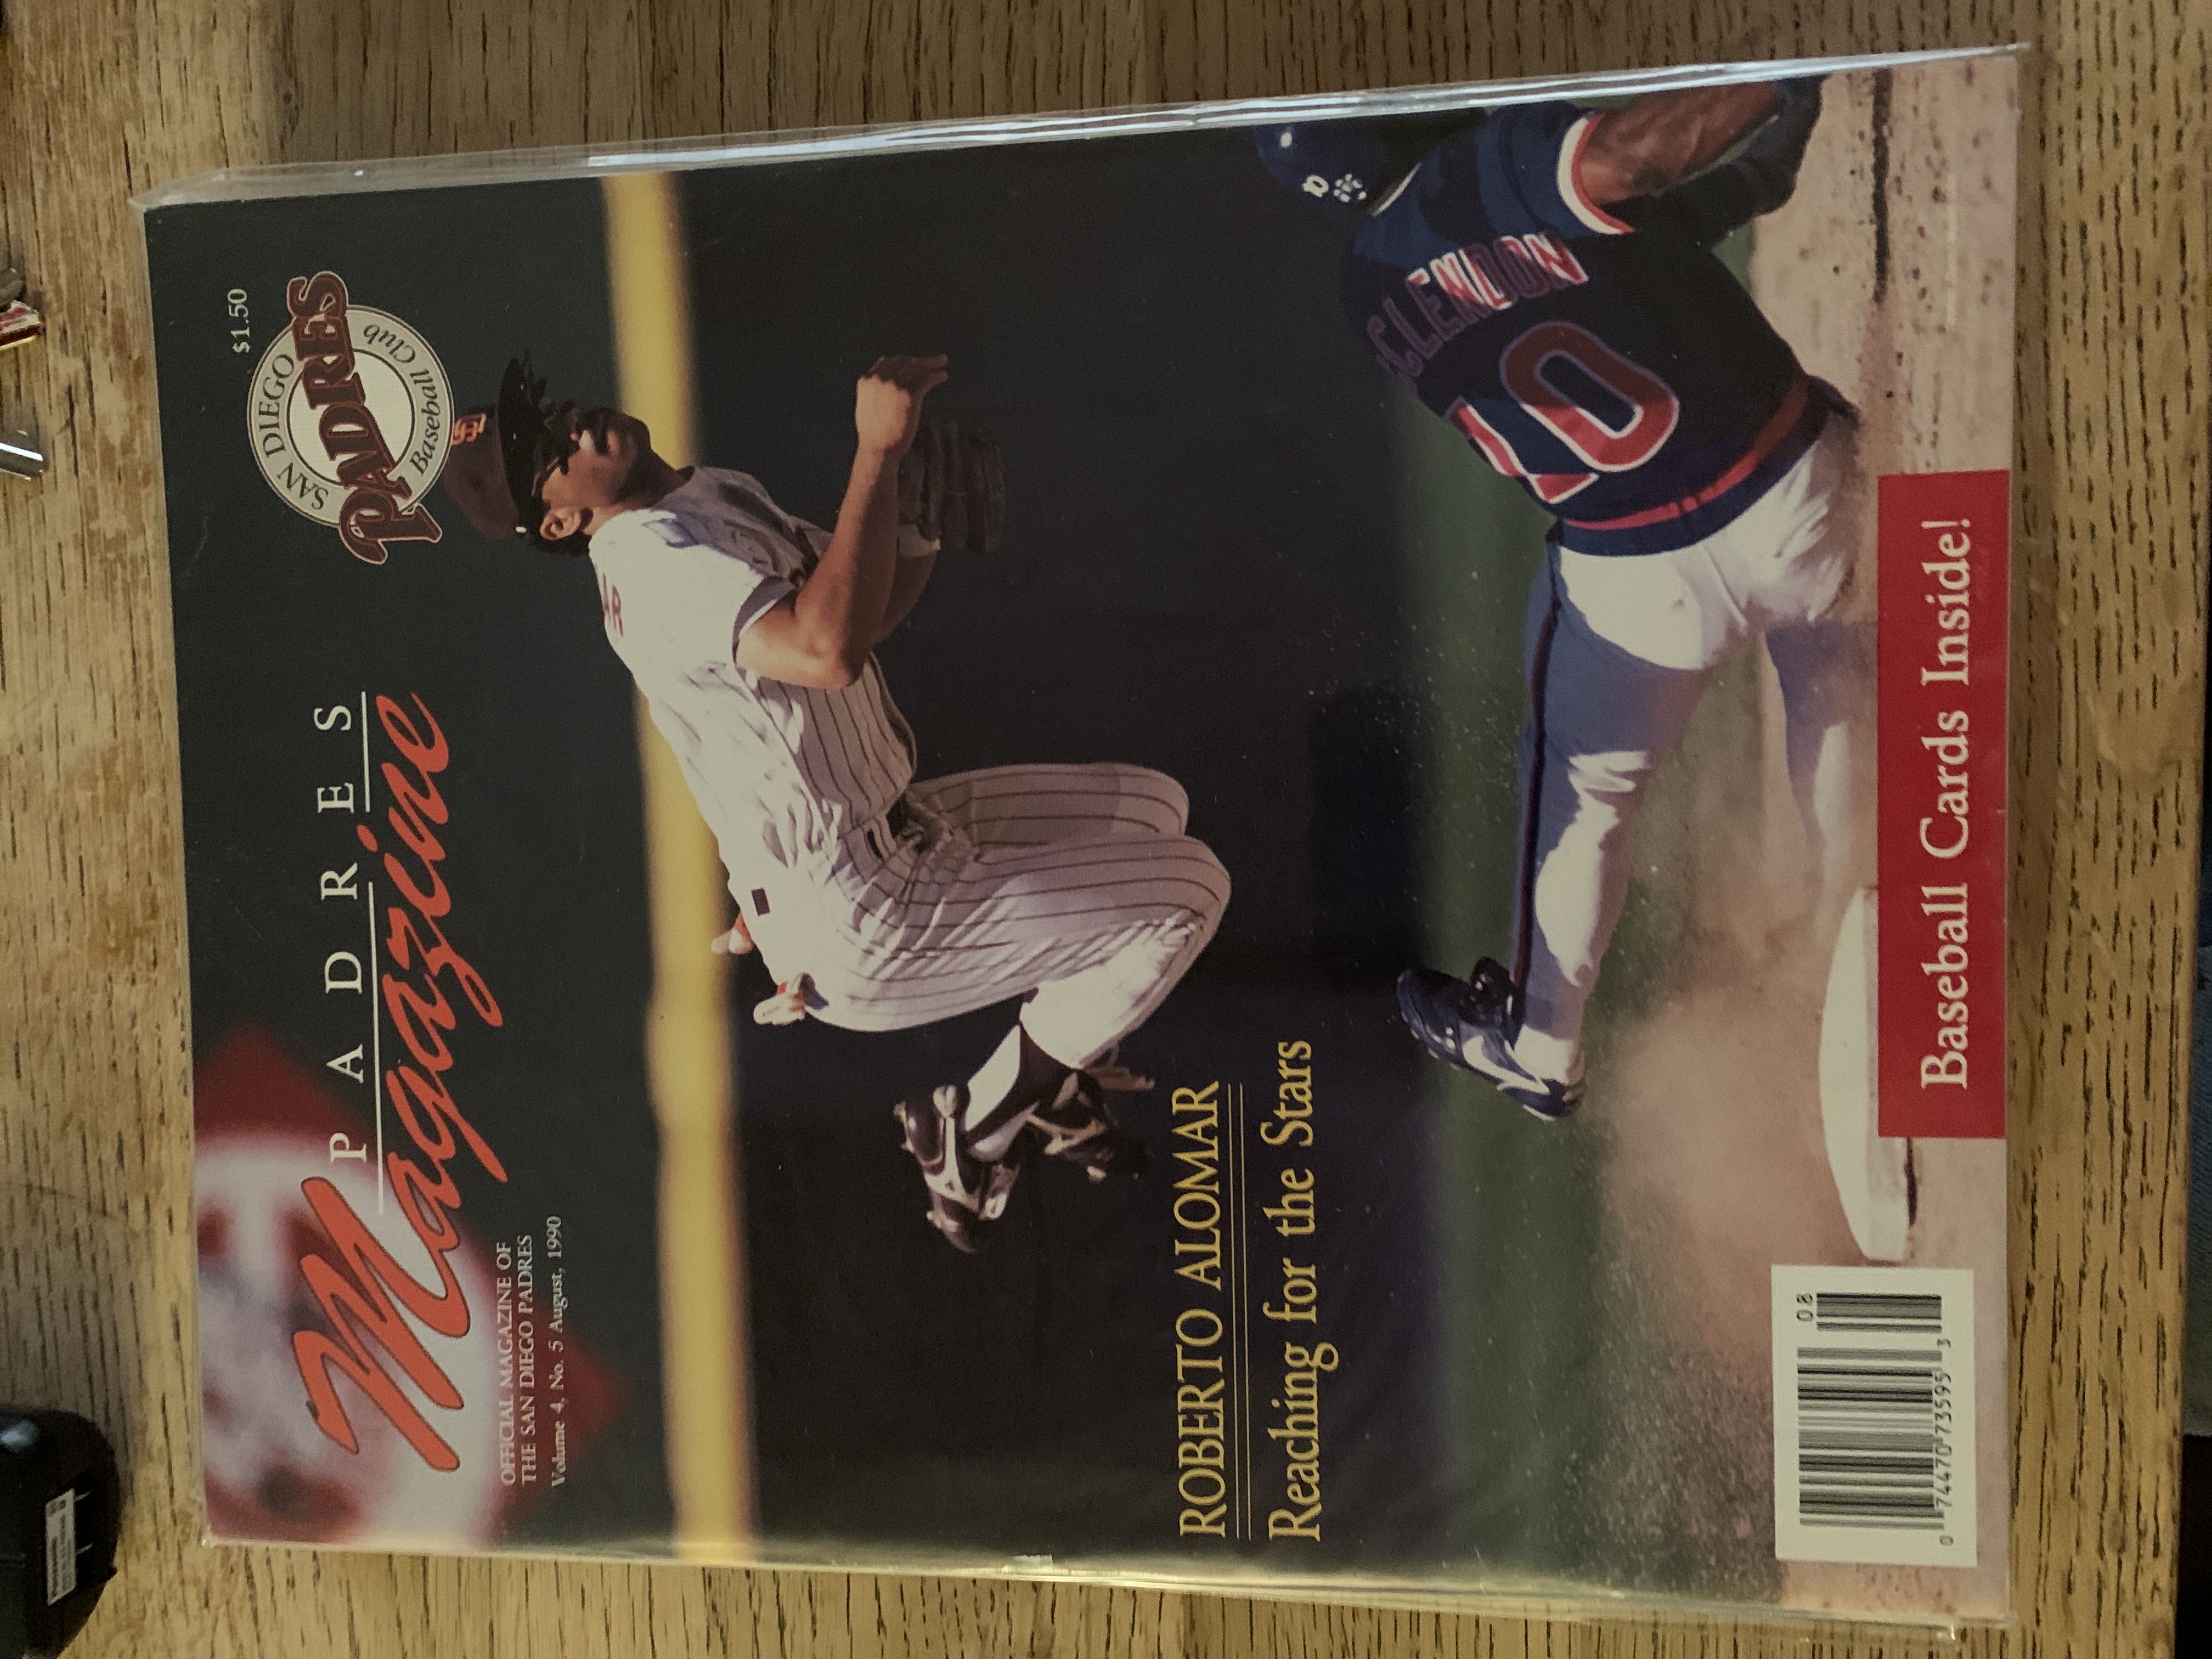 $1.50
SAN DIEGO
PADRES
Baseball Club
PADRES
Magazine
OFFICIAL MAGAZINE OF
THE SAN DIEGO PADRES
Volume 4, No. 5 August, 1990
SD
AR
CLENDON
10
ROBERTO ALOMAR
Reaching for the Stars
Baseball Cards Inside!
08
0 74470 73595 3